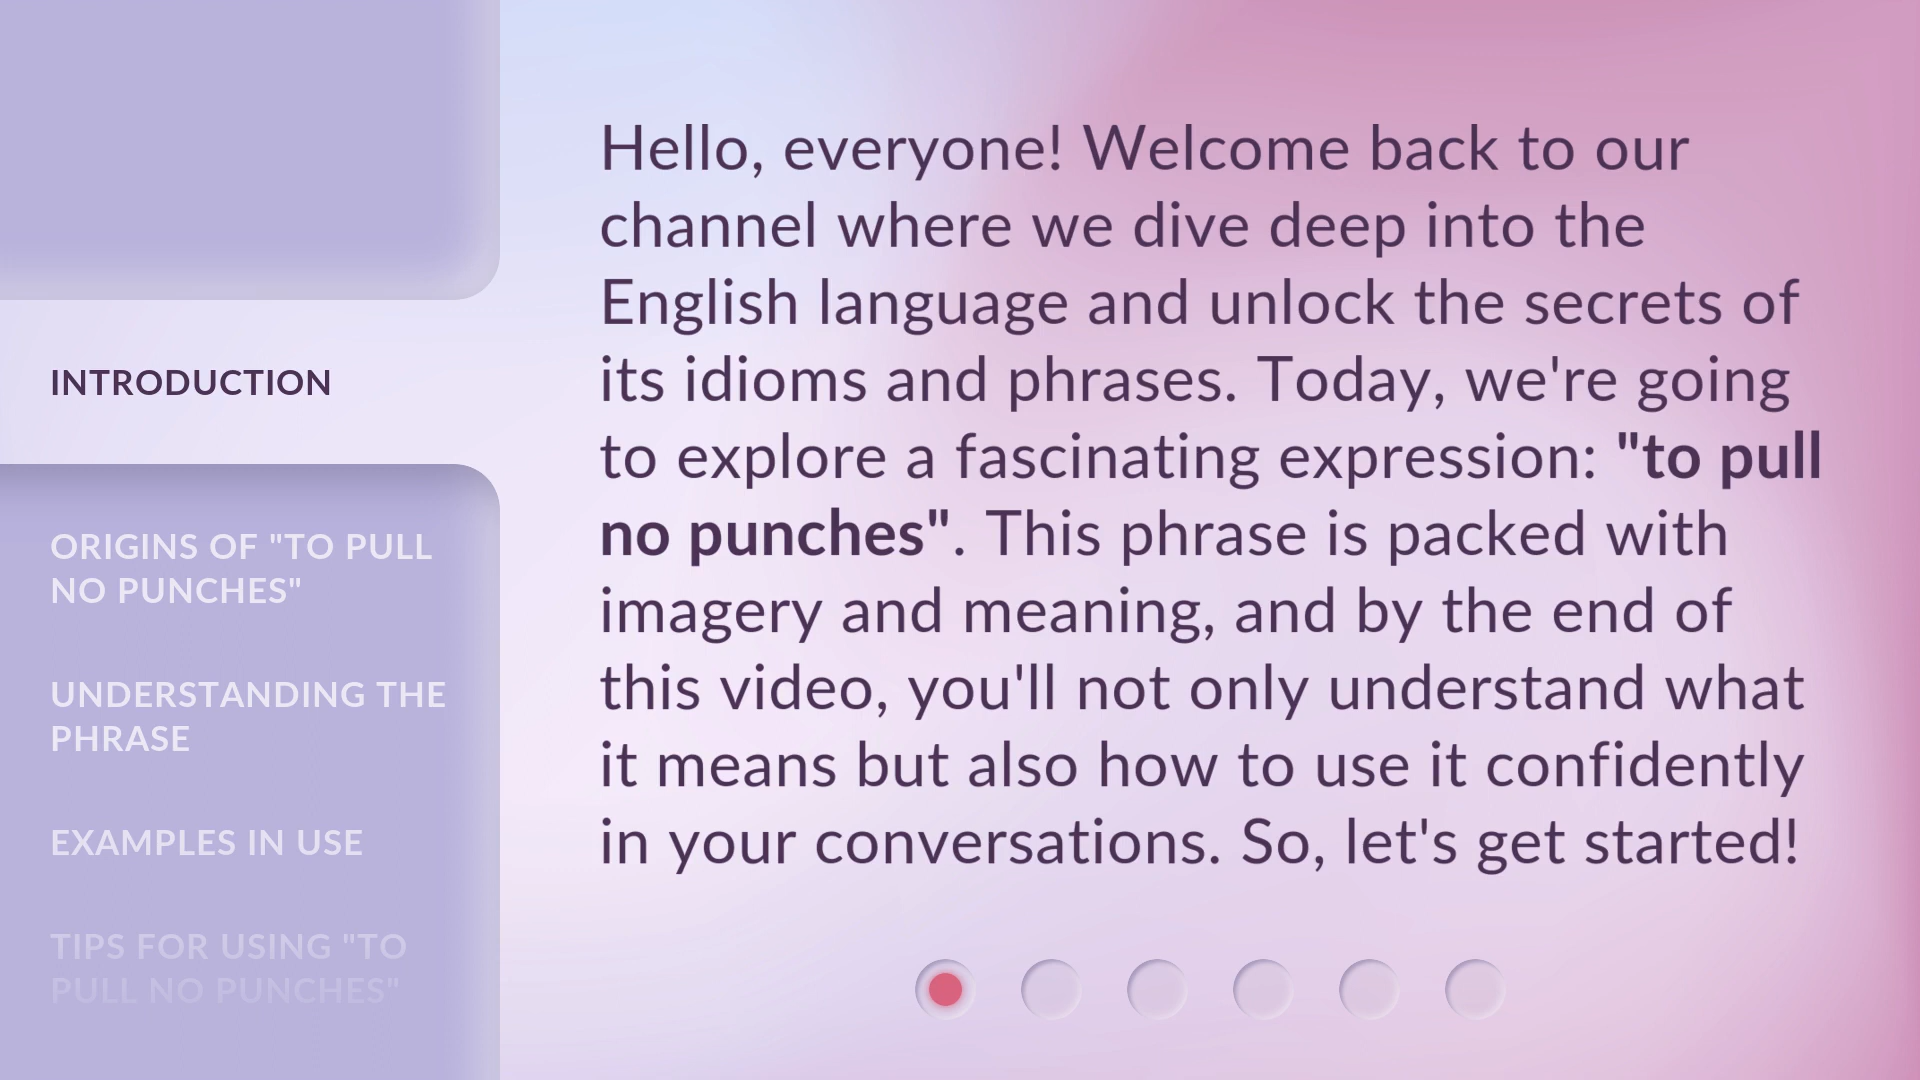 INTRODUCTION
ORIGINS OF "TO PULL
NO PUNCHES"
UNDERSTANDING THE
PHRASE
EXAMPLES IN USE
TIPS FOR USING "TO
PULL NO PUNCHES"
Hello, everyone! Welcome back to our
channel where we dive deep into the
English language and unlock the secrets of
its idioms and phrases. Today, we're going
to explore a fascinating expression: "to pull
no punches". This phrase is packed with
imagery and meaning, and by the end of
this video, you'll not only understand what
it means but also how to use it confidently
in your conversations. So, let's get started!